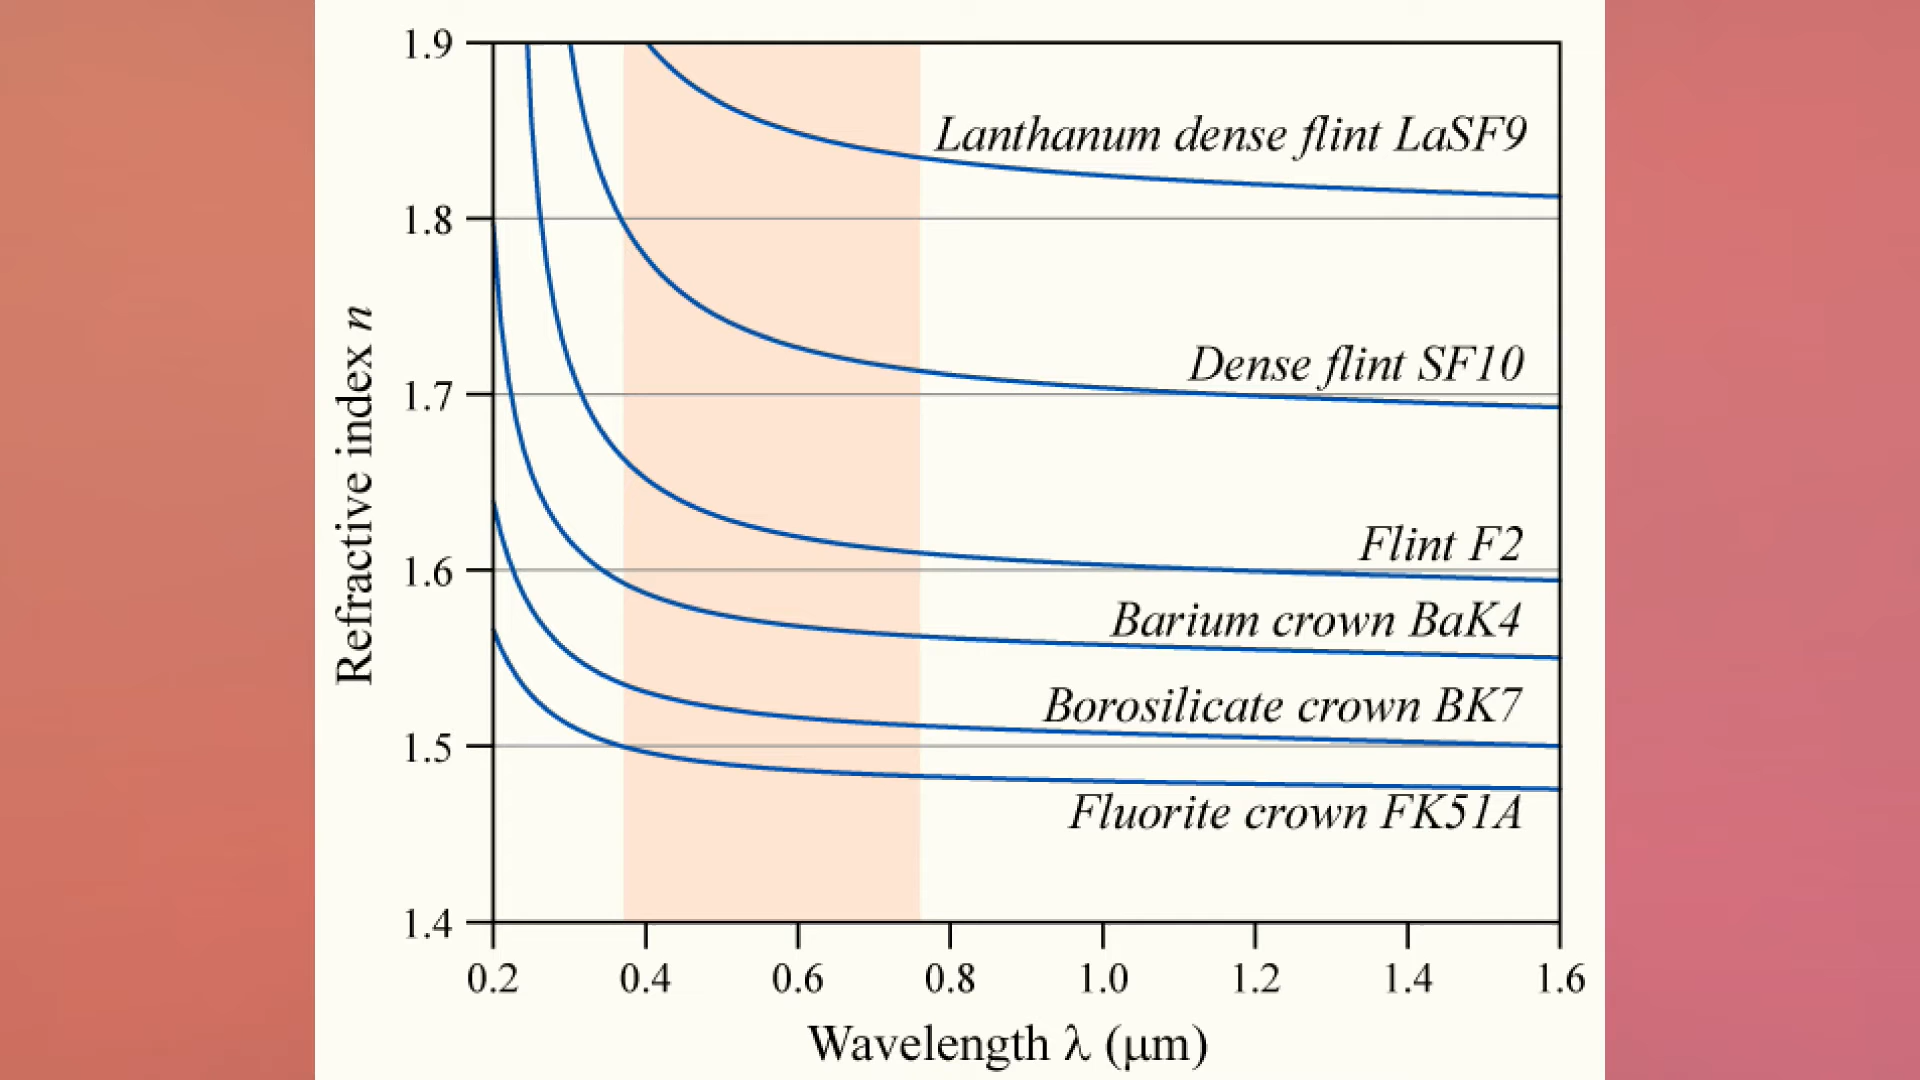 1.9
Lanthanum dense flint LaSF9
1.8
Dense flint SF10
1.7
Flint F2
1.6
Barium crown BaK4
Borosilicate crown BK7
1.5
Fluorite crown FK51A
1.4
Refractive index n
0.2 0.4 0.6 0.8 1.0 1.2 1.4 1.6
Wavelength λ (μm)